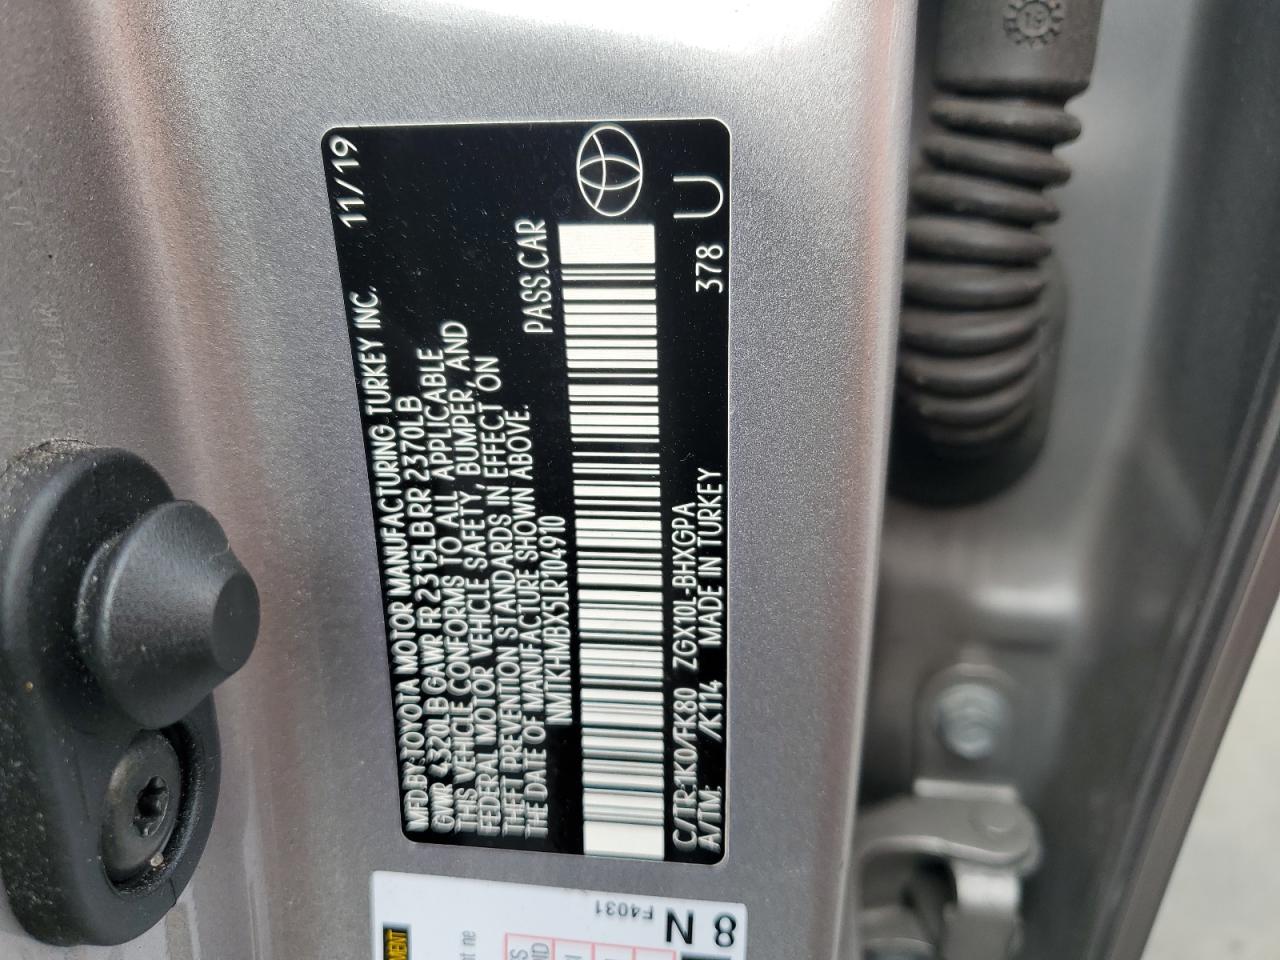 MFD.BY:TOYOTA MOTOR MANUFACTURING TURKEY INC. 11/19
GVWR 4320LB GAWR FR 2315LB RR 2370LB
THIS VEHICLE CONFORMS TO ALL APPLICABLE
FEDERAL MOTOR VEHICLE SAFETY, BUMPER, AND
THEFT PREVENTION STANDARDS IN EFFECT ON
THE DATE OF MANUFACTURE SHOWN ABOVE.
NMTKHMBX5LR104910 PASS.CAR
C/TR:1K0/FK80 ZGX10L-BHXGPA
A/TM: /K114 MADE IN TURKEY 378 U
19
8 N
F4031